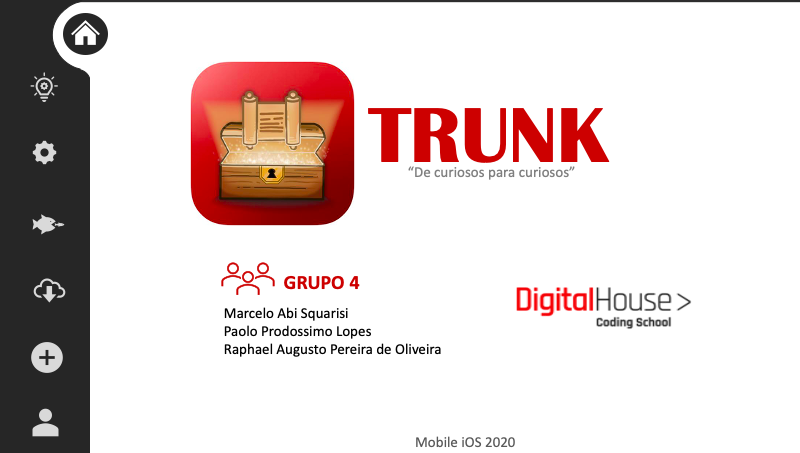 TRUNK
“De curiosos para curiosos”
GRUPO 4
Marcelo Abi Squarisi
Paolo Prodossimo Lopes
Raphael Augusto Pereira de Oliveira
DigitalHouse >
Coding School
Mobile iOS 2020